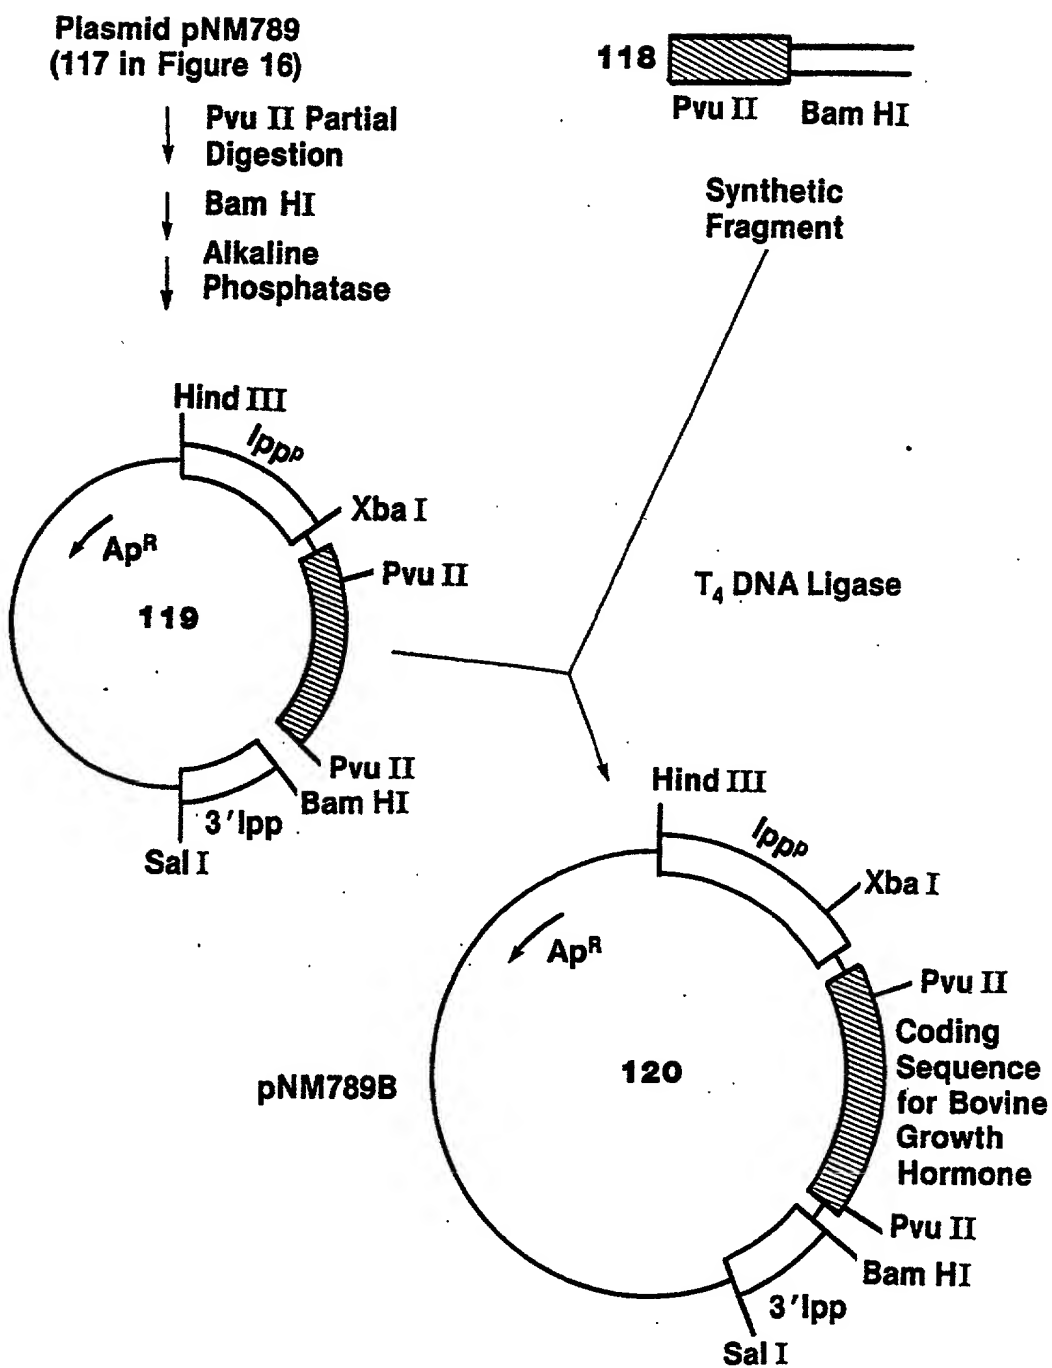 Plasmid pNM789
(117 in Figure 16)
Pvu II Partial
Digestion
Bam HI
Alkaline
Phosphatase
118
Pvu II
Bam HI
Synthetic
Fragment
Hind III
lppᵖ
Xba I
Apᴿ
Pvu II
119
Pvu II
Bam HI
3'lpp
Sal I
T₄ DNA Ligase
Hind III
lppᵖ
Xba I
Apᴿ
Pvu II
Coding
Sequence
for Bovine
Growth
Hormone
120
pNM789B
Pvu II
Bam HI
3'lpp
Sal I